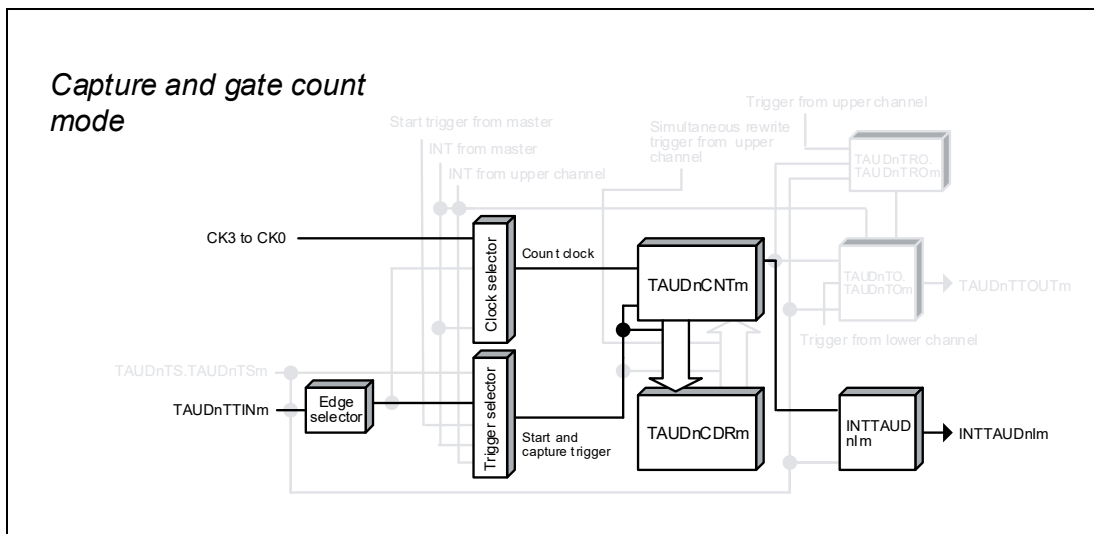 Capture and gate count
mode
Trigger from upper channel
Start trigger from master
Simultaneous rewrite
trigger from upper
channel
INT from master
INT from upper channel
TAUDnTRO.
TAUDnTROm
CK3 to CK0
Clock selector
Count clock
TAUDnCNTm
TAUDnTO.
TAUDnTOm
TAUDnTTOUTm
Trigger from lower channel
TAUDnTS.TAUDnTSm
TAUDnTTINm
Edge
selector
Trigger selector
Start and
capture trigger
TAUDnCDRm
INTTAUD
nIm
INTTAUDnIm